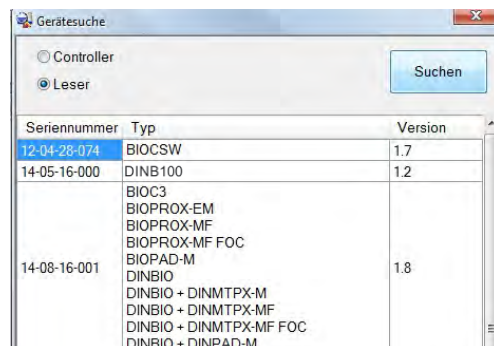 Gerätesuche
Controller
Leser
Suchen
Seriennummer Typ Version
12-04-28-074 BIOCSW 1.7
14-05-16-000 DINB100 1.2
14-08-16-001 BIOC3 1.8
BIOPROX-EM
BIOPROX-MF
BIOPROX-MF FOC
BIOPAD-M
DINBIO
DINBIO + DINMTPX-M
DINBIO + DINMTPX-MF
DINBIO + DINMTPX-MF FOC
DINBIO + DINPAD-M